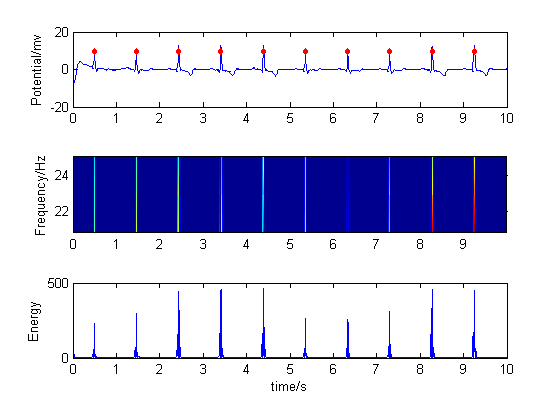 Potential/mv
20
0
-20
0 1 2 3 4 5 6 7 8 9 10
Frequency/Hz
24
22
0 1 2 3 4 5 6 7 8 9
Energy
500
0
0 1 2 3 4 5 6 7 8 9 10
time/s